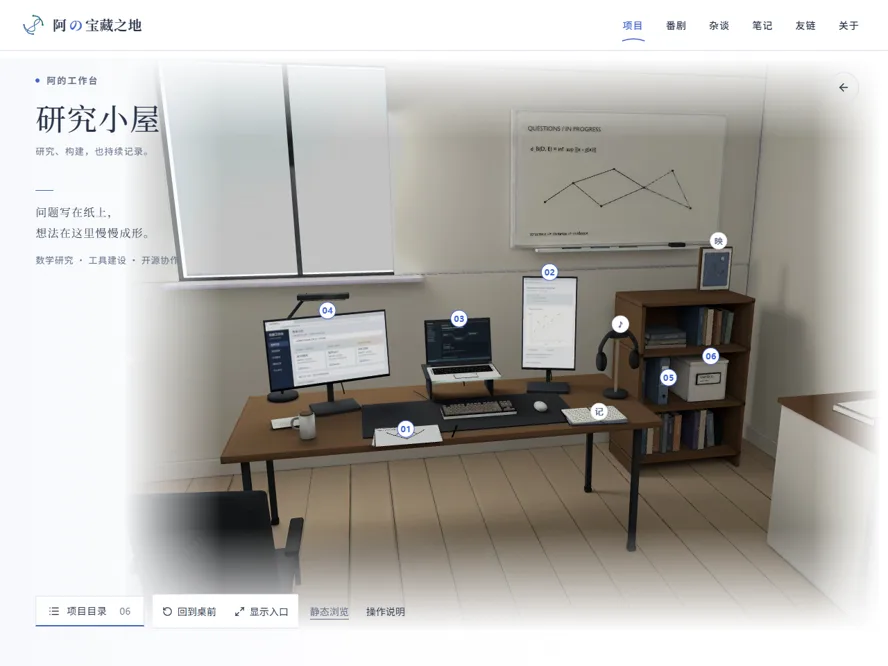 阿の宝藏之地
项目
番剧
杂谈
笔记
友链
关于
阿的工作台
研究小屋
研究、构建，也持续记录。
问题写在纸上，
想法在这里慢慢成形。
数学研究 · 工具建设 · 开源协作
QUESTIONS / IN PROGRESS
映
02
04
03
♪
06
05
记
01
项目目录 06
回到桌前
显示入口
静态浏览
操作说明